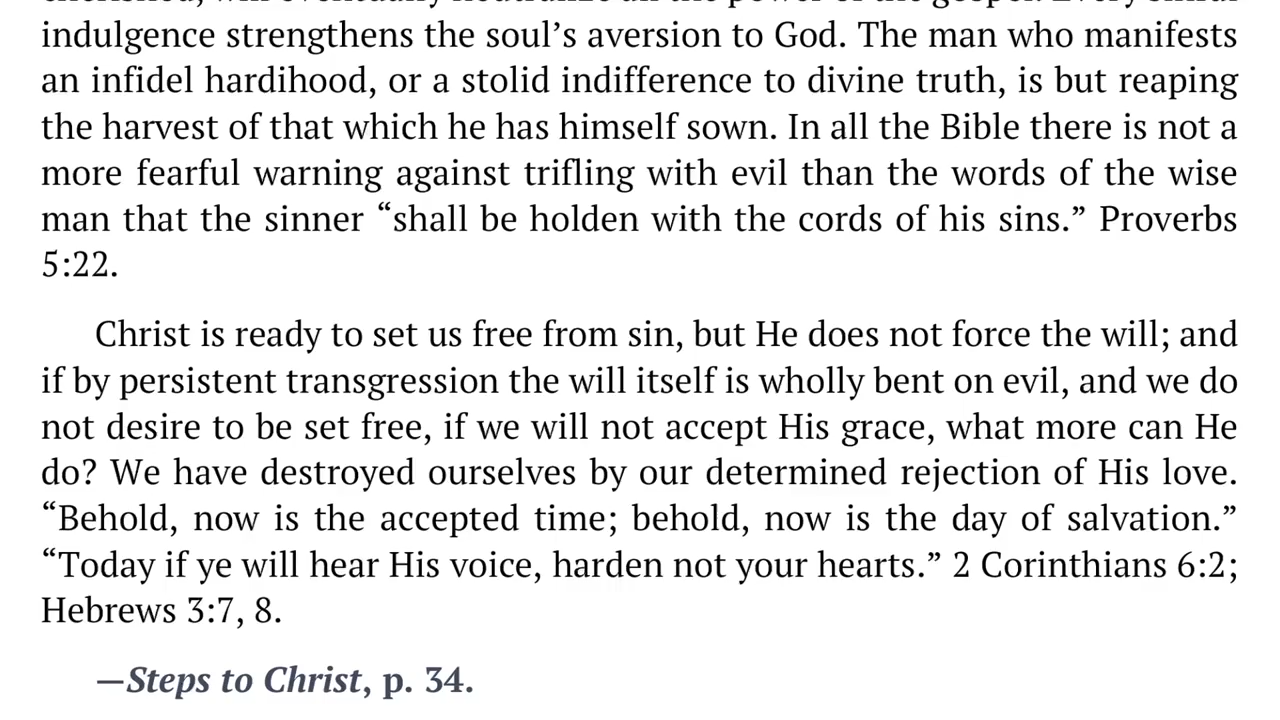 indulgence strengthens the soul’s aversion to God. The man who manifests
an infidel hardihood, or a stolid indifference to divine truth, is but reaping
the harvest of that which he has himself sown. In all the Bible there is not a
more fearful warning against trifling with evil than the words of the wise
man that the sinner “shall be holden with the cords of his sins.” Proverbs
5:22.
Christ is ready to set us free from sin, but He does not force the will; and
if by persistent transgression the will itself is wholly bent on evil, and we do
not desire to be set free, if we will not accept His grace, what more can He
do? We have destroyed ourselves by our determined rejection of His love.
“Behold, now is the accepted time; behold, now is the day of salvation.”
“Today if ye will hear His voice, harden not your hearts.” 2 Corinthians 6:2;
Hebrews 3:7, 8.
—Steps to Christ, p. 34.